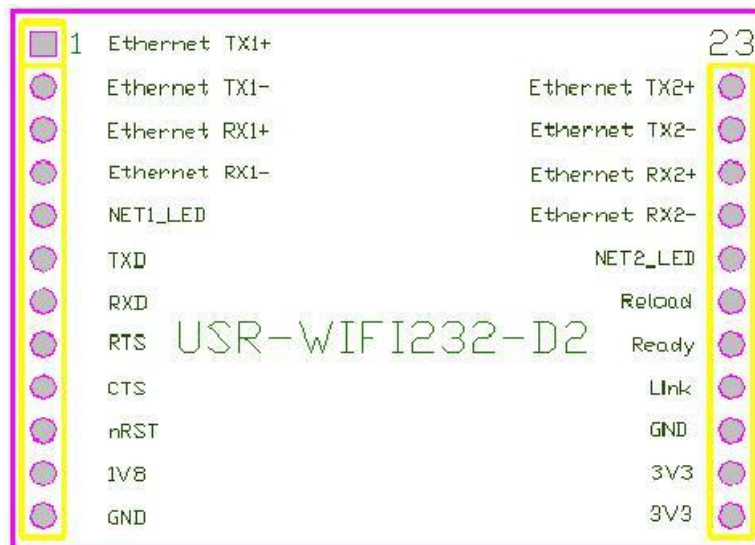 1 Ethernet TX1+ 23
Ethernet TX1- Ethernet TX2+
Ethernet RX1+ Ethernet TX2-
Ethernet RX1- Ethernet RX2+
NET1_LED Ethernet RX2-
TXD NET2_LED
RXD Reload
RTS USR-WIFI232-D2 Ready
CTS LInk
nRST GND
1V8 3V3
GND 3V3